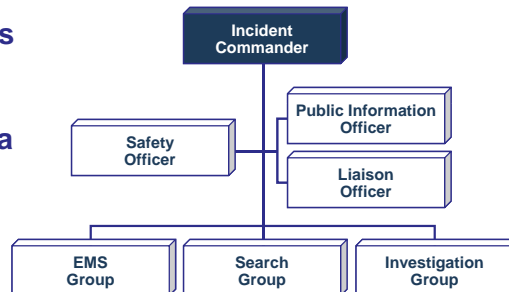 s
a
Incident
Commander
Public Information
Officer
Safety
Officer
Liaison
Officer
EMS
Group
Search
Group
Investigation
Group